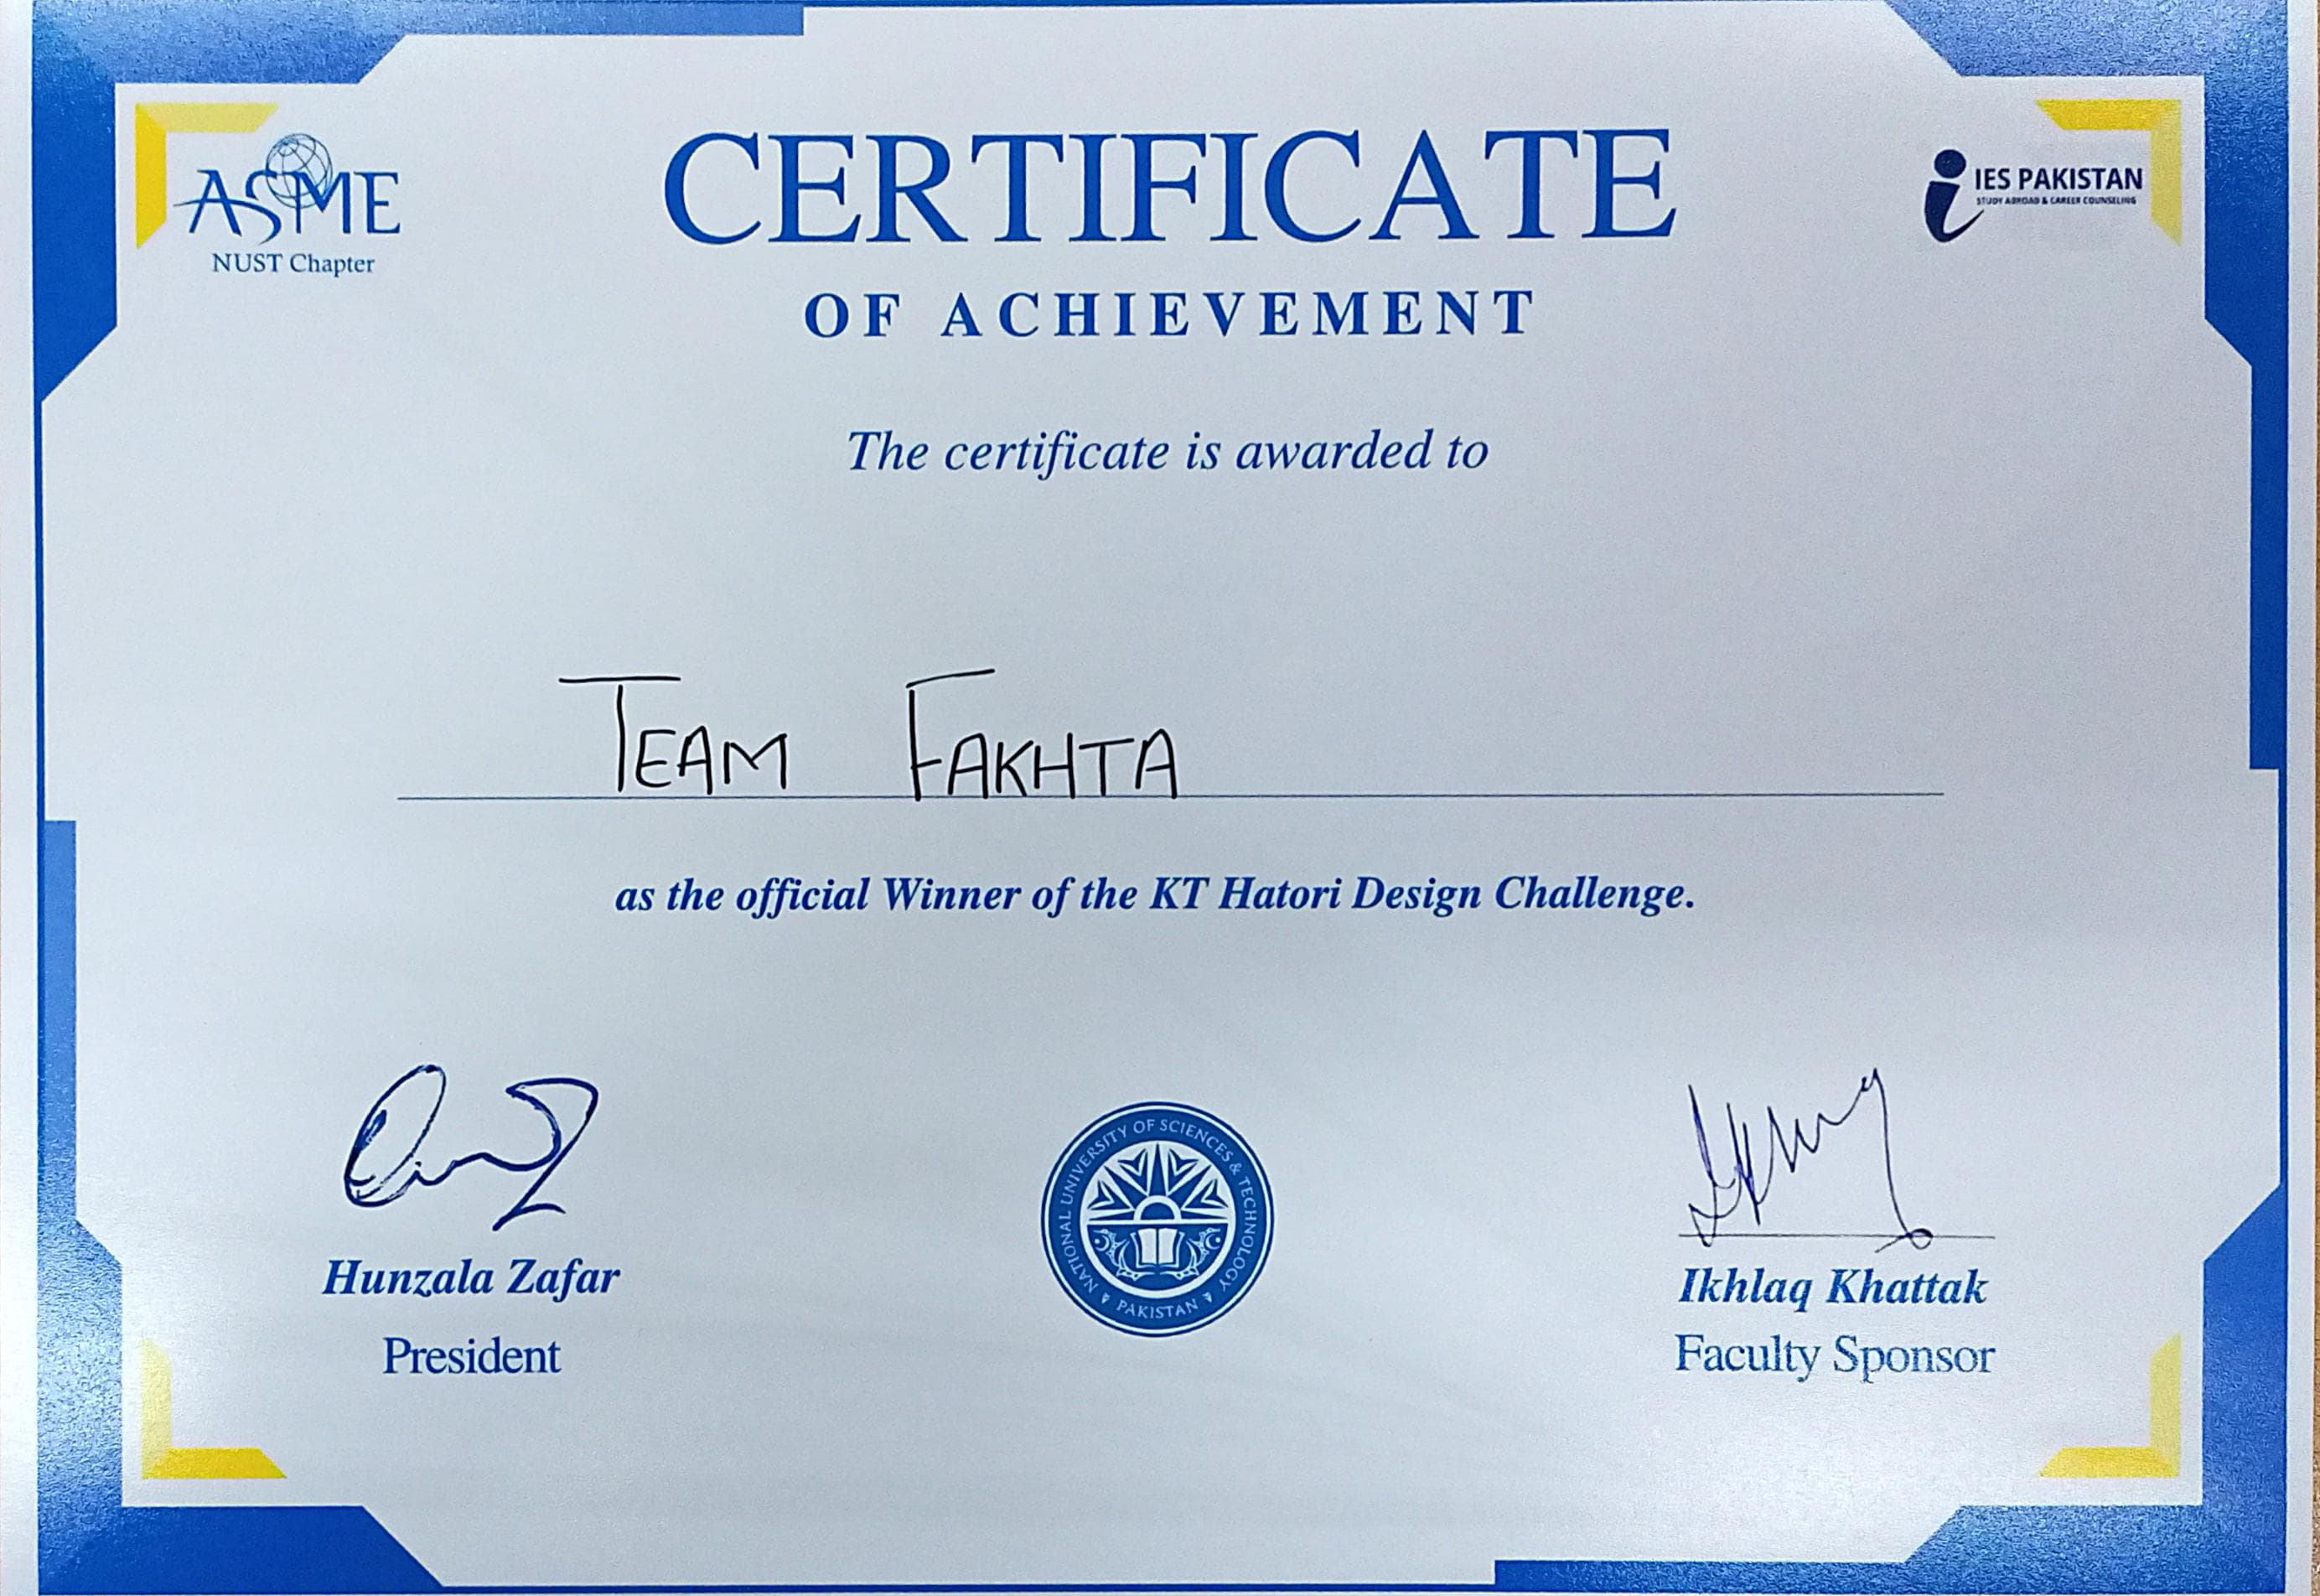 ASME
NUST Chapter
CERTIFICATE
IES PAKISTAN
STUDY ABROAD & CAREER COUNSELING
OF ACHIEVEMENT
The certificate is awarded to
TEAM FAKHTA
as the official Winner of the KT Hatori Design Challenge.
NATIONAL UNIVERSITY OF SCIENCES & TECHNOLOGY
PAKISTAN
Hunzala Zafar
President
Ikhlaq Khattak
Faculty Sponsor